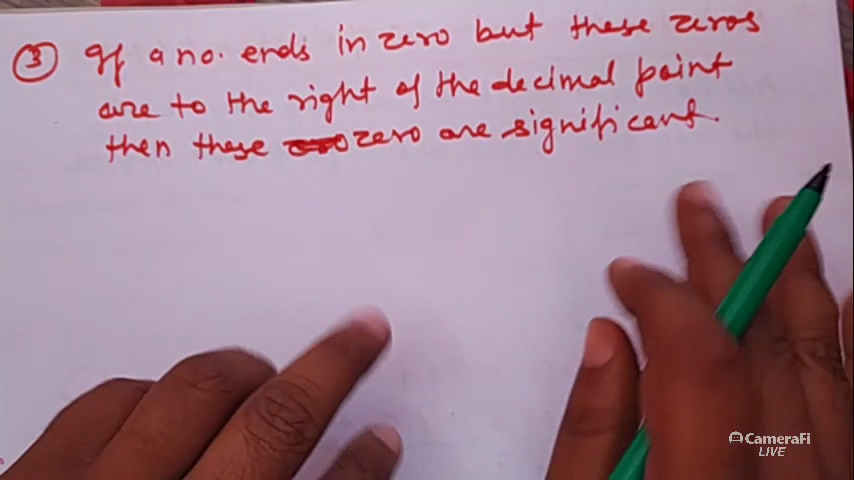 ③ If a no. ends in zero but these zeros
are to the right of the decimal point
then these zero are significant.
CameraFi
LIVE